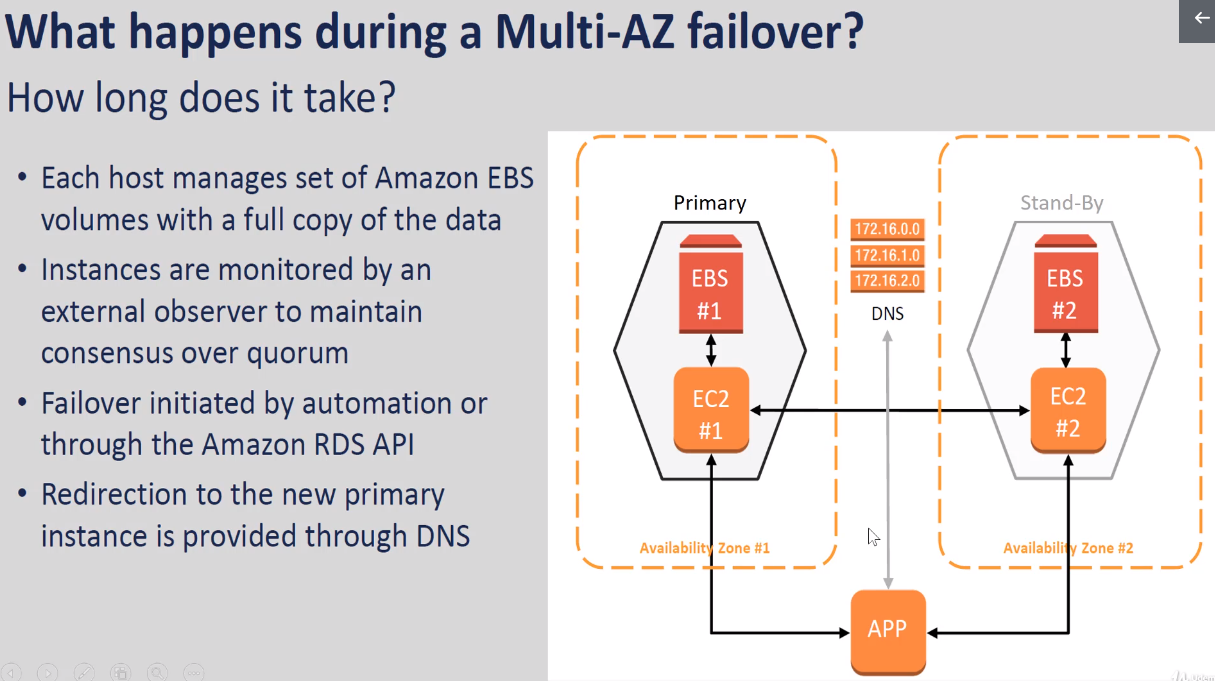 What happens during a Multi-AZ failover?
How long does it take?
• Each host manages set of Amazon EBS
volumes with a full copy of the data
• Instances are monitored by an
external observer to maintain
consensus over quorum
• Failover initiated by automation or
through the Amazon RDS API
• Redirection to the new primary
instance is provided through DNS
Primary
EBS
#1
EC2
#1
Availability Zone #1
172.16.0.0
172.16.1.0
172.16.2.0
DNS
APP
Stand-By
EBS
#2
EC2
#2
Availability Zone #2